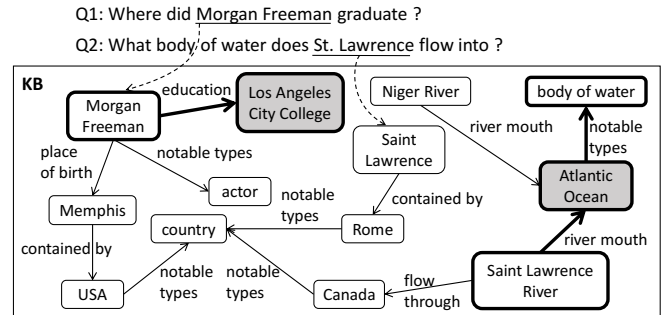 Q1: Where did Morgan Freeman graduate ?
Q2: What body of water does St. Lawrence flow into ?
KB
Morgan
Freeman
education
Los Angeles
City College
Niger River
body of water
place
of birth
notable types
Saint
Lawrence
river mouth
notable
types
actor
Atlantic
Ocean
Memphis
country
notable
types
Rome
contained by
contained by
river mouth
USA
notable
types
notable
types
Canada
flow
through
Saint Lawrence
River